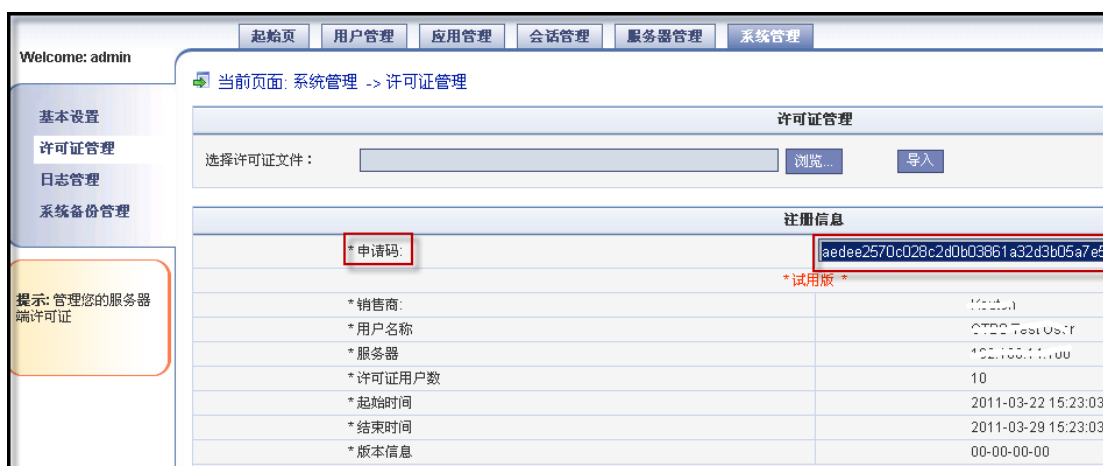 起始页 用户管理 应用管理 会话管理 服务器管理 系统管理
Welcome: admin
当前页面: 系统管理 -> 许可证管理
基本设置
许可证管理
日志管理
系统备份管理
提示: 管理您的服务器
端许可证
许可证管理
选择许可证文件： 浏览... 导入
注册信息
*申请码: aedee2570c028c2d0b03861a32d3b05a7e5
*试用版 *
*销售商:
*用户名称
*服务器
*许可证用户数 10
*起始时间 2011-03-22 15:23:03
*结束时间 2011-03-29 15:23:03
*版本信息 00-00-00-00